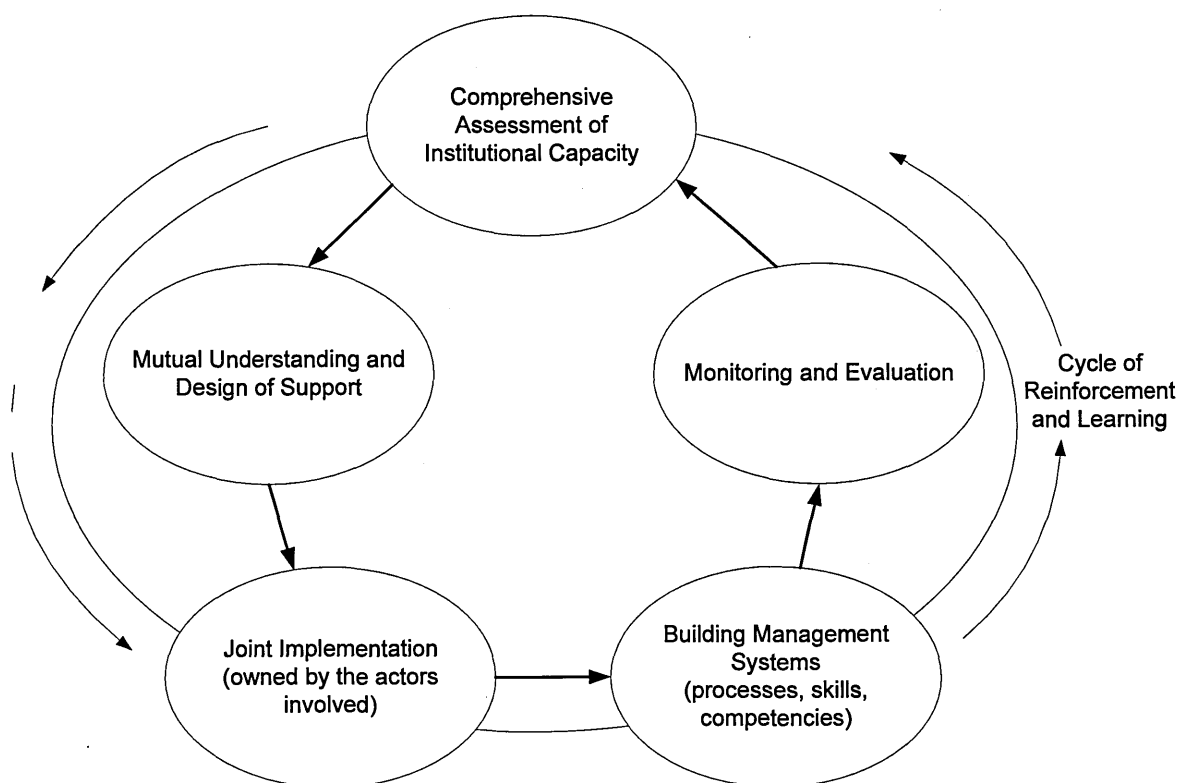 Comprehensive
Assessment of
Institutional Capacity
Mutual Understanding and
Design of Support
Monitoring and Evaluation
Cycle of
Reinforcement
and Learning
Joint Implementation
(owned by the actors
involved)
Building Management
Systems
(processes, skills,
competencies)